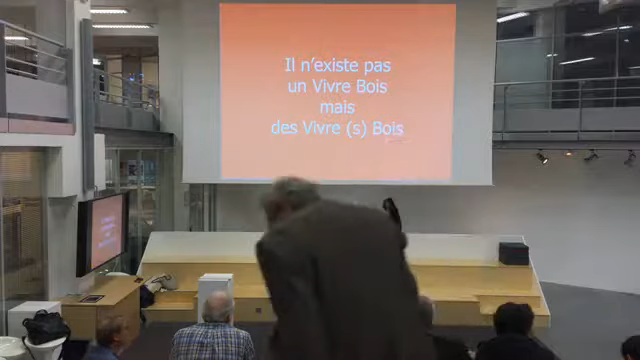 Il n'existe pas
un Vivre Bois
mais
des Vivre (s) Bois